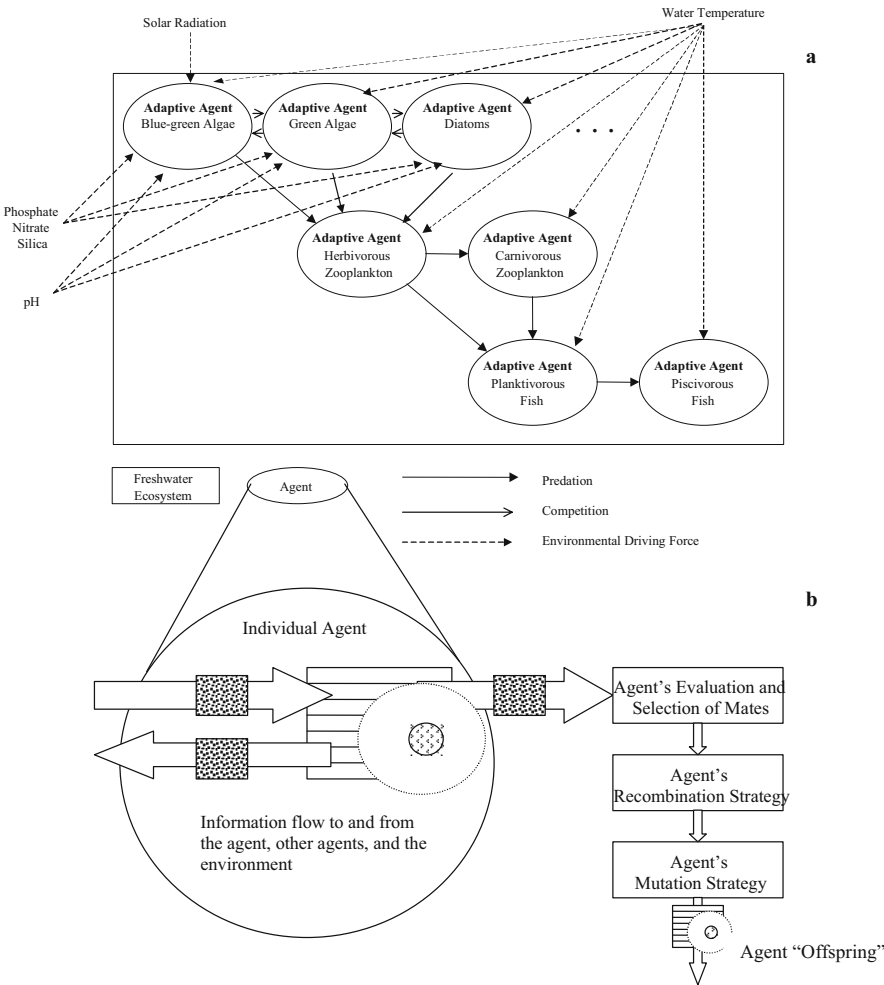 Solar Radiation
Water Temperature
a
Adaptive Agent
Blue-green Algae
Adaptive Agent
Green Algae
Adaptive Agent
Diatoms
. . .
Phosphate
Nitrate
Silica
pH
Adaptive Agent
Herbivorous
Zooplankton
Adaptive Agent
Carnivorous
Zooplankton
Adaptive Agent
Planktivorous
Fish
Adaptive Agent
Piscivorous
Fish
Freshwater
Ecosystem
Agent
Predation
Competition
Environmental Driving Force
b
Individual Agent
Information flow to and from
the agent, other agents, and the
environment
Agent's Evaluation and
Selection of Mates
Agent's
Recombination Strategy
Agent's
Mutation Strategy
Agent “Offspring”